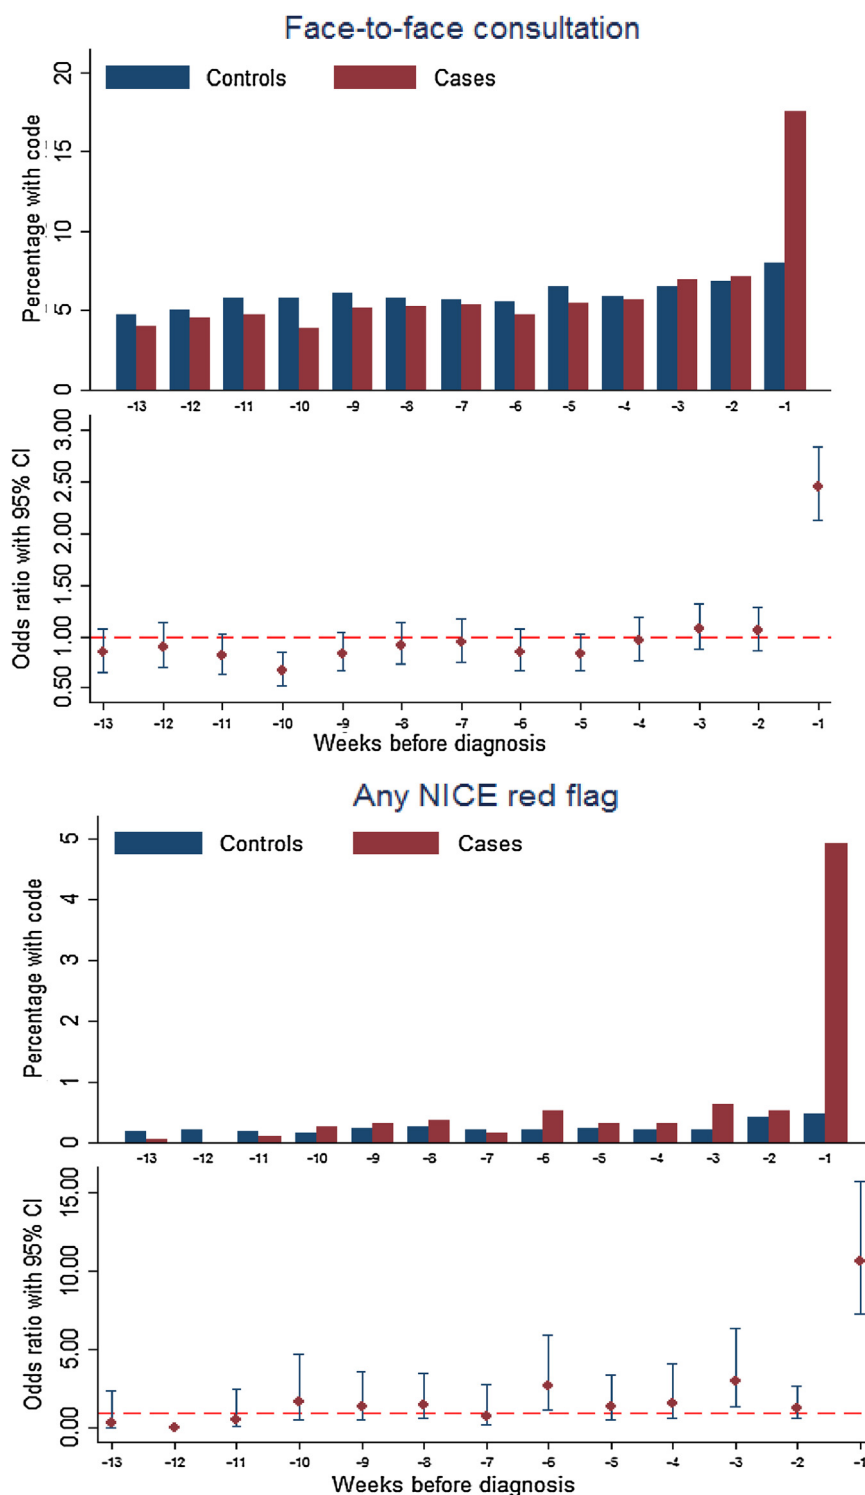 Face-to-face consultation
Controls Cases
Percentage with code
20
15
10
5
0
-13 -12 -11 -10 -9 -8 -7 -6 -5 -4 -3 -2 -1
Odds ratio with 95% CI
3.00
2.50
2.00
1.50
1.00
0.50
-13 -12 -11 -10 -9 -8 -7 -6 -5 -4 -3 -2 -1
Weeks before diagnosis
Any NICE red flag
Controls Cases
Percentage with code
5
4
3
2
1
0
-13 -12 -11 -10 -9 -8 -7 -6 -5 -4 -3 -2 -1
Odds ratio with 95% CI
15.00
10.00
5.00
0.00
-13 -12 -11 -10 -9 -8 -7 -6 -5 -4 -3 -2 -1
Weeks before diagnosis